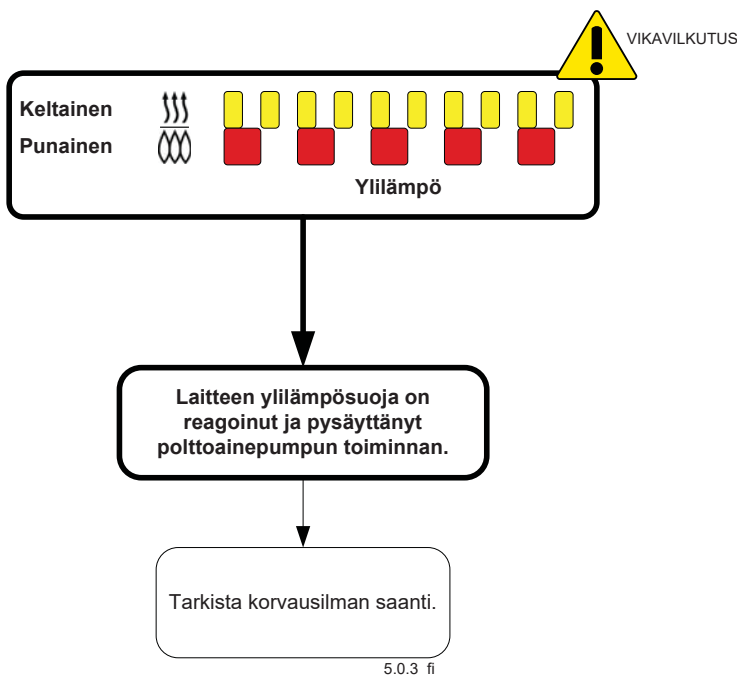 VIKAVILKUTUS
Keltainen
Punainen
Ylilämpö
Laitteen ylilämpösuoja on
reagoinut ja pysäyttänyt
polttoainepumpun toiminnan.
Tarkista korvausilman saanti.
5.0.3 fi